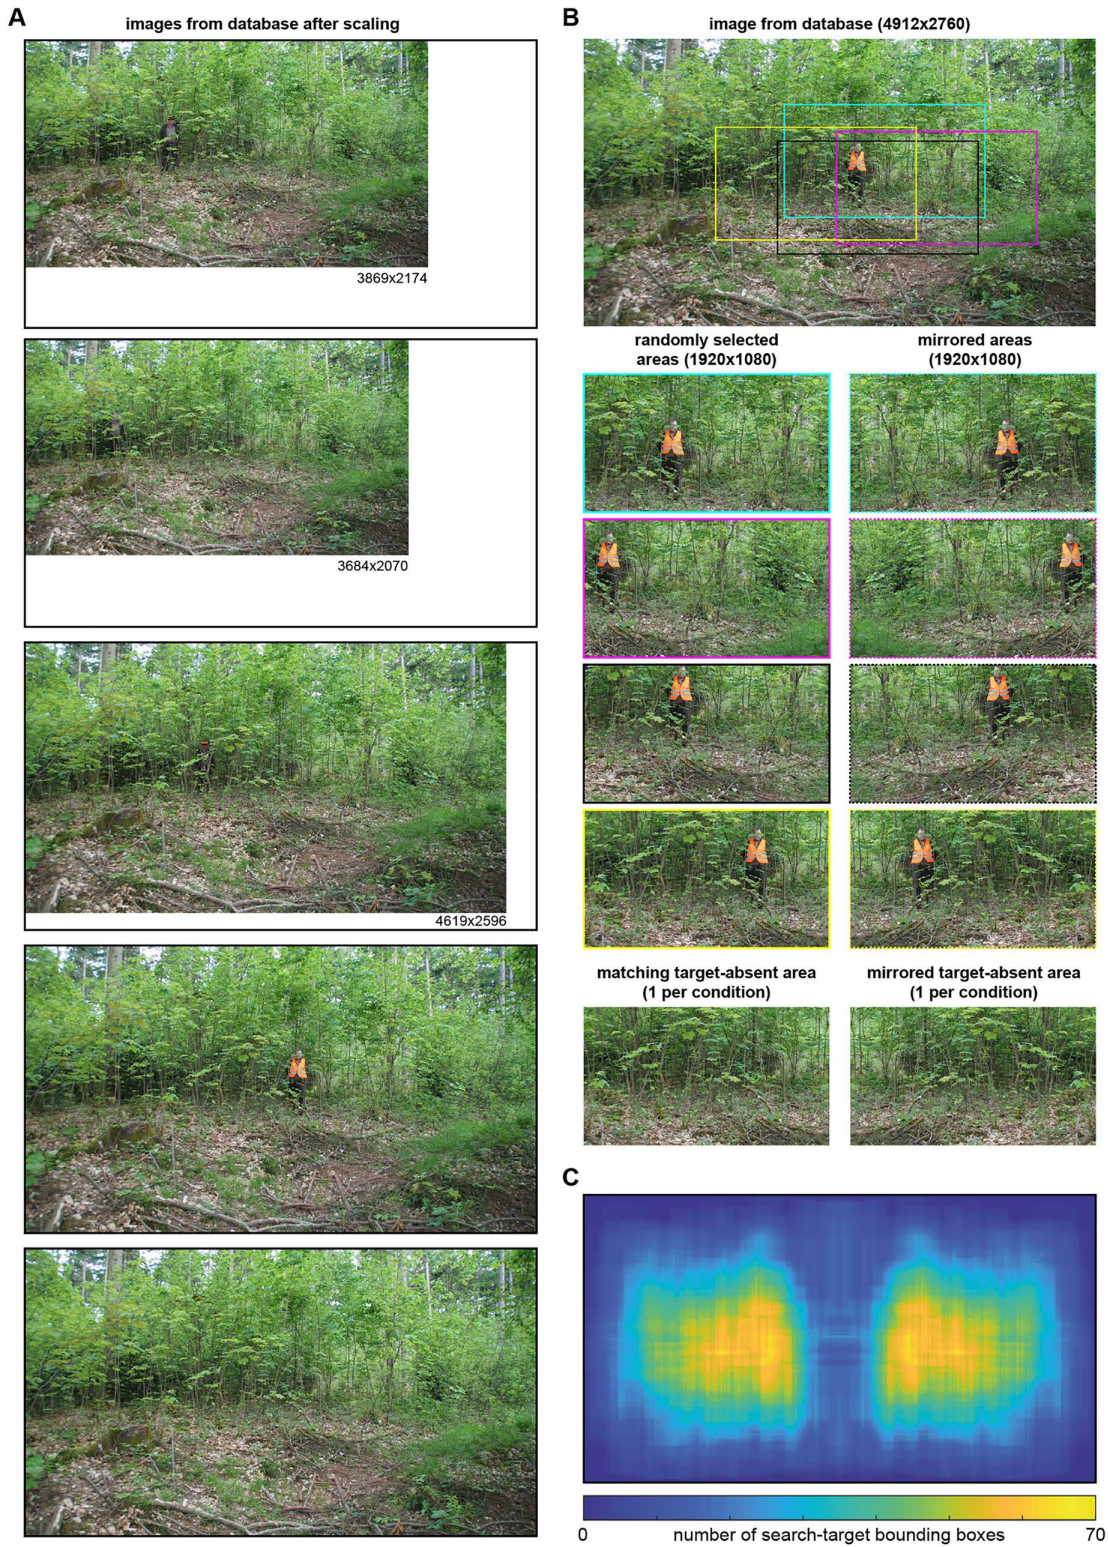 A
images from database after scaling
3869x2174
3684x2070
4619x2596
B
image from database (4912x2760)
randomly selected
areas (1920x1080)
mirrored areas
(1920x1080)
matching target-absent area
(1 per condition)
mirrored target-absent area
(1 per condition)
C
0
number of search-target bounding boxes
70